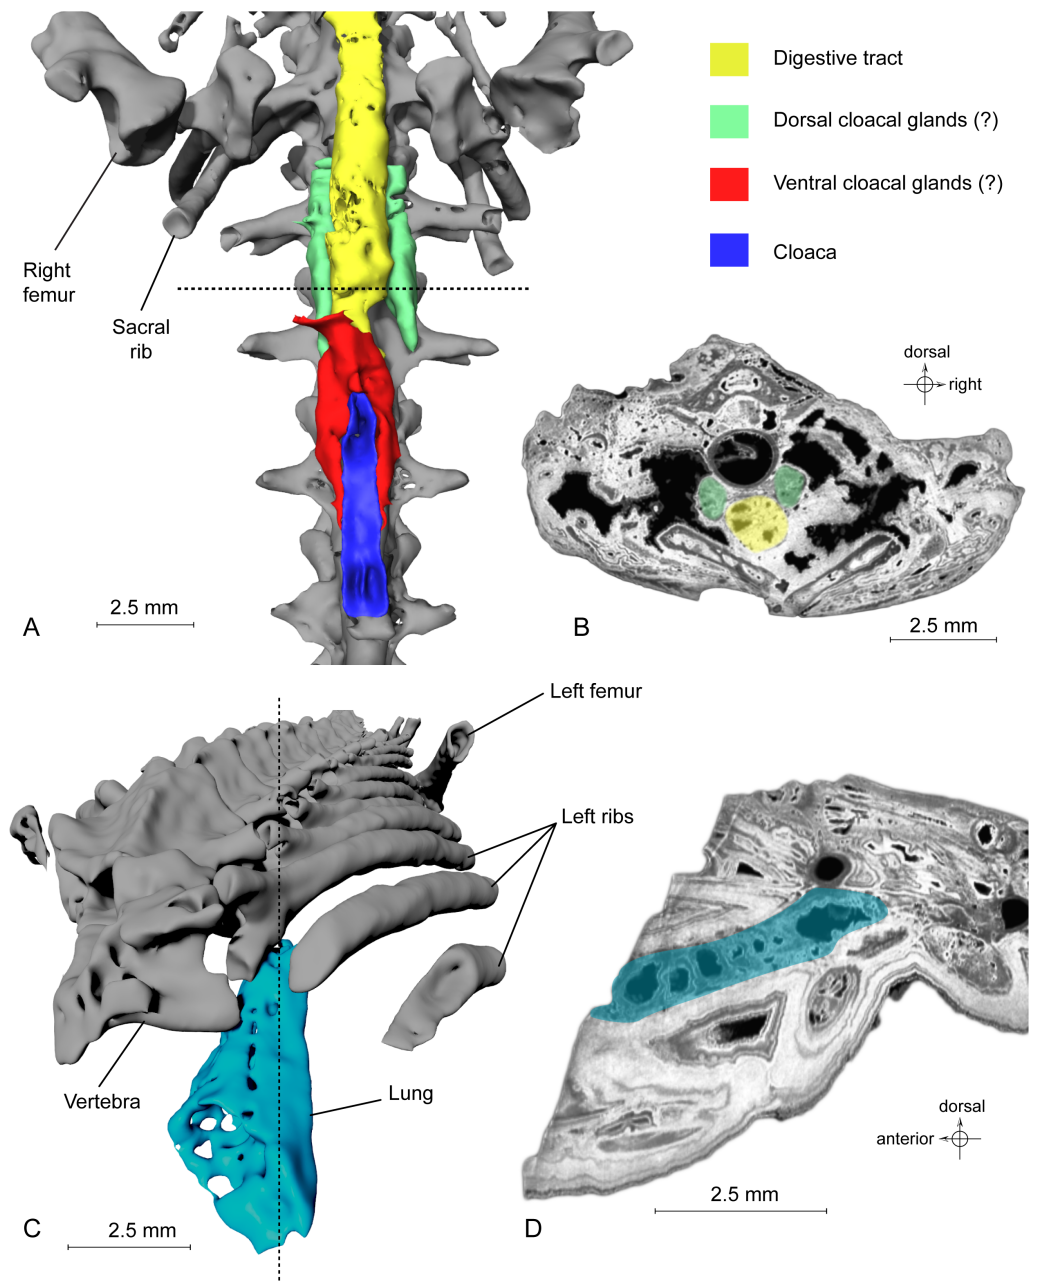 Digestive tract
Dorsal cloacal glands (?)
Ventral cloacal glands (?)
Cloaca
Right
femur
Sacral
rib
2.5 mm
A
dorsal
right
B
2.5 mm
Left femur
Left ribs
Vertebra
Lung
C
2.5 mm
dorsal
anterior
D
2.5 mm